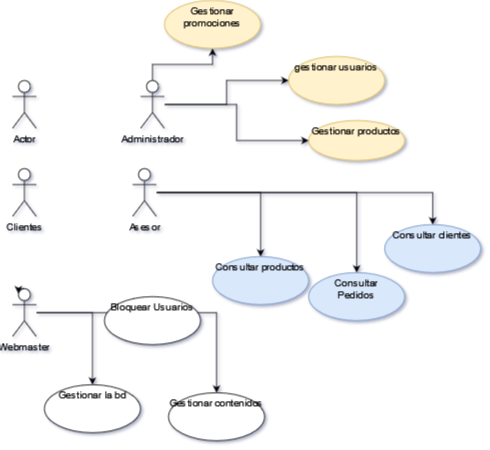 Gestionar
promociones
gestionar usuarios
Actor
Administrador
Gestionar productos
Clientes
Asesor
Consultar clientes
Consultar productos
Consultar
Pedidos
Bloquear Usuarios
Webmaster
Gestionar la bd
Gestionar contenidos